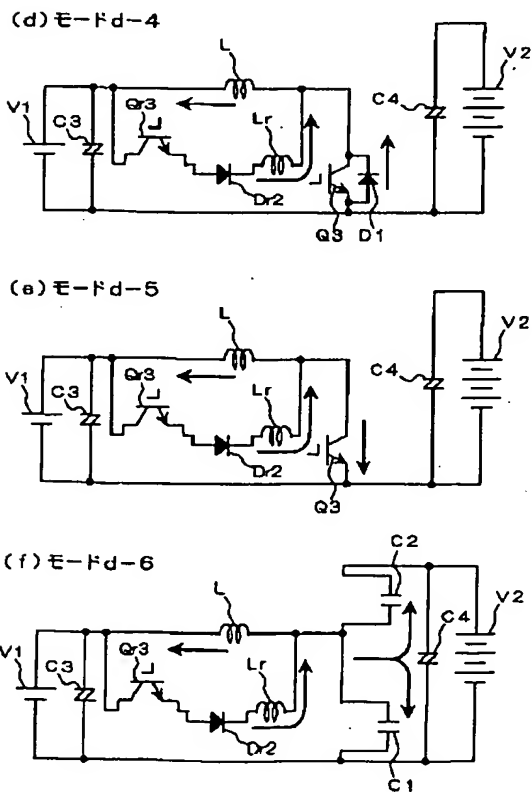 (d) モードd-4
L
V2
C4
V1
C3
Qr3
Lr
Dr2
Q3
D1
(e) モードd-5
L
V2
C4
V1
C3
Qr3
Lr
Dr2
Q3
(f) モードd-6
C2
L
C4
V2
V1
C3
Qr3
Lr
Dr2
C1